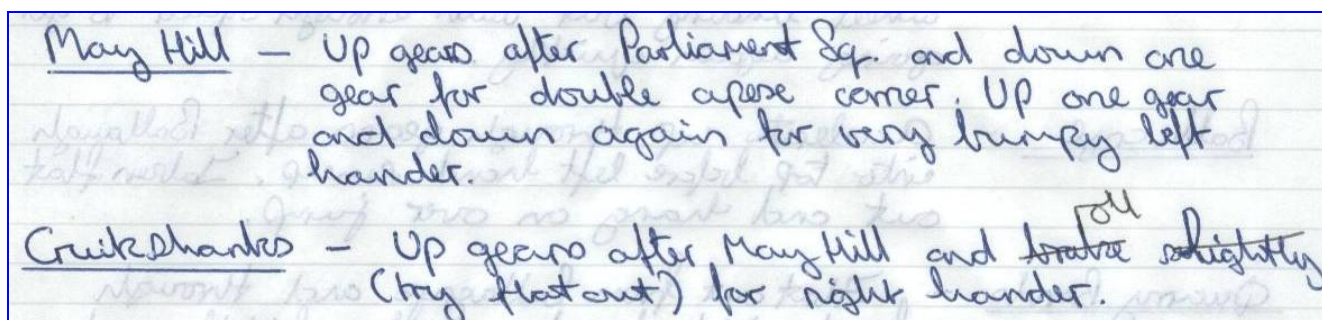 May Hill – Up gears after Parliament Sq. and down one
gear for double apexe corner. Up one gear
and down again for very bumpy left
hander.
Cruikshanks – Up gears after May Hill and brake roll slightly
(try flat out) for right hander.